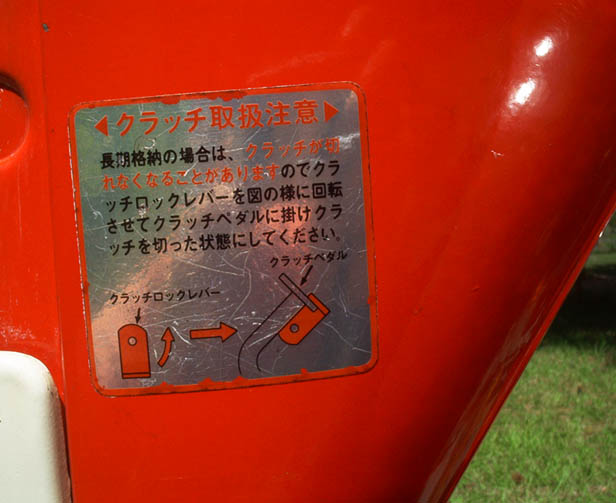 ◀クラッチ取扱注意▶
長期格納の場合は、クラッチが切
れなくなることがありますのでクラ
ッチロックレバーを図の様に回転
させてクラッチペダルに掛けクラ
ッチを切った状態にしてください。
クラッチペダル
クラッチロックレバー